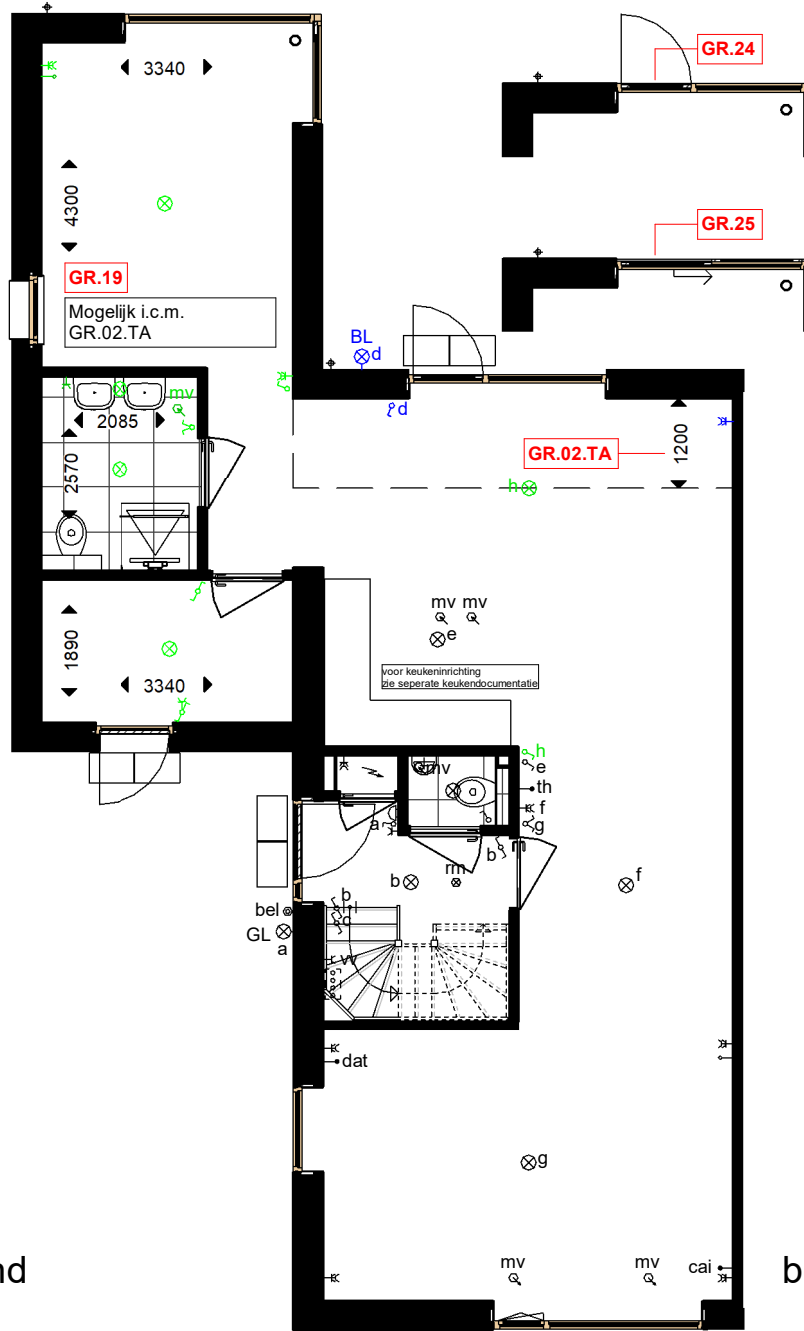 3340
GR.24
4300
GR.25
GR.19
Mogelijk i.c.m.
GR.02.TA
BL
d
mv
d
2085
1200
GR.02.TA
2570
h
mv mv
e
1890
voor keukeninrichting
zie seperate keukendocumentatie
3340
h
e
mv
th
f
a
g
b
b
rm
f
b
bel
c
GL
a
w
dat
g
mv
mv
cai
nd
b